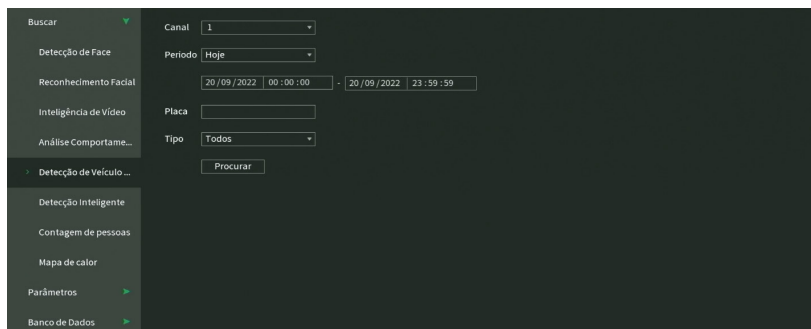 Buscar
Detecção de Face
Reconhecimento Facial
Inteligência de Vídeo
Análise Comportame...
Detecção de Veículo ...
Detecção Inteligente
Contagem de pessoas
Mapa de calor
Parâmetros
Banco de Dados
Canal 1
Período Hoje
20/09/2022 00:00:00 - 20/09/2022 23:59:59
Placa
Tipo Todos
Procurar